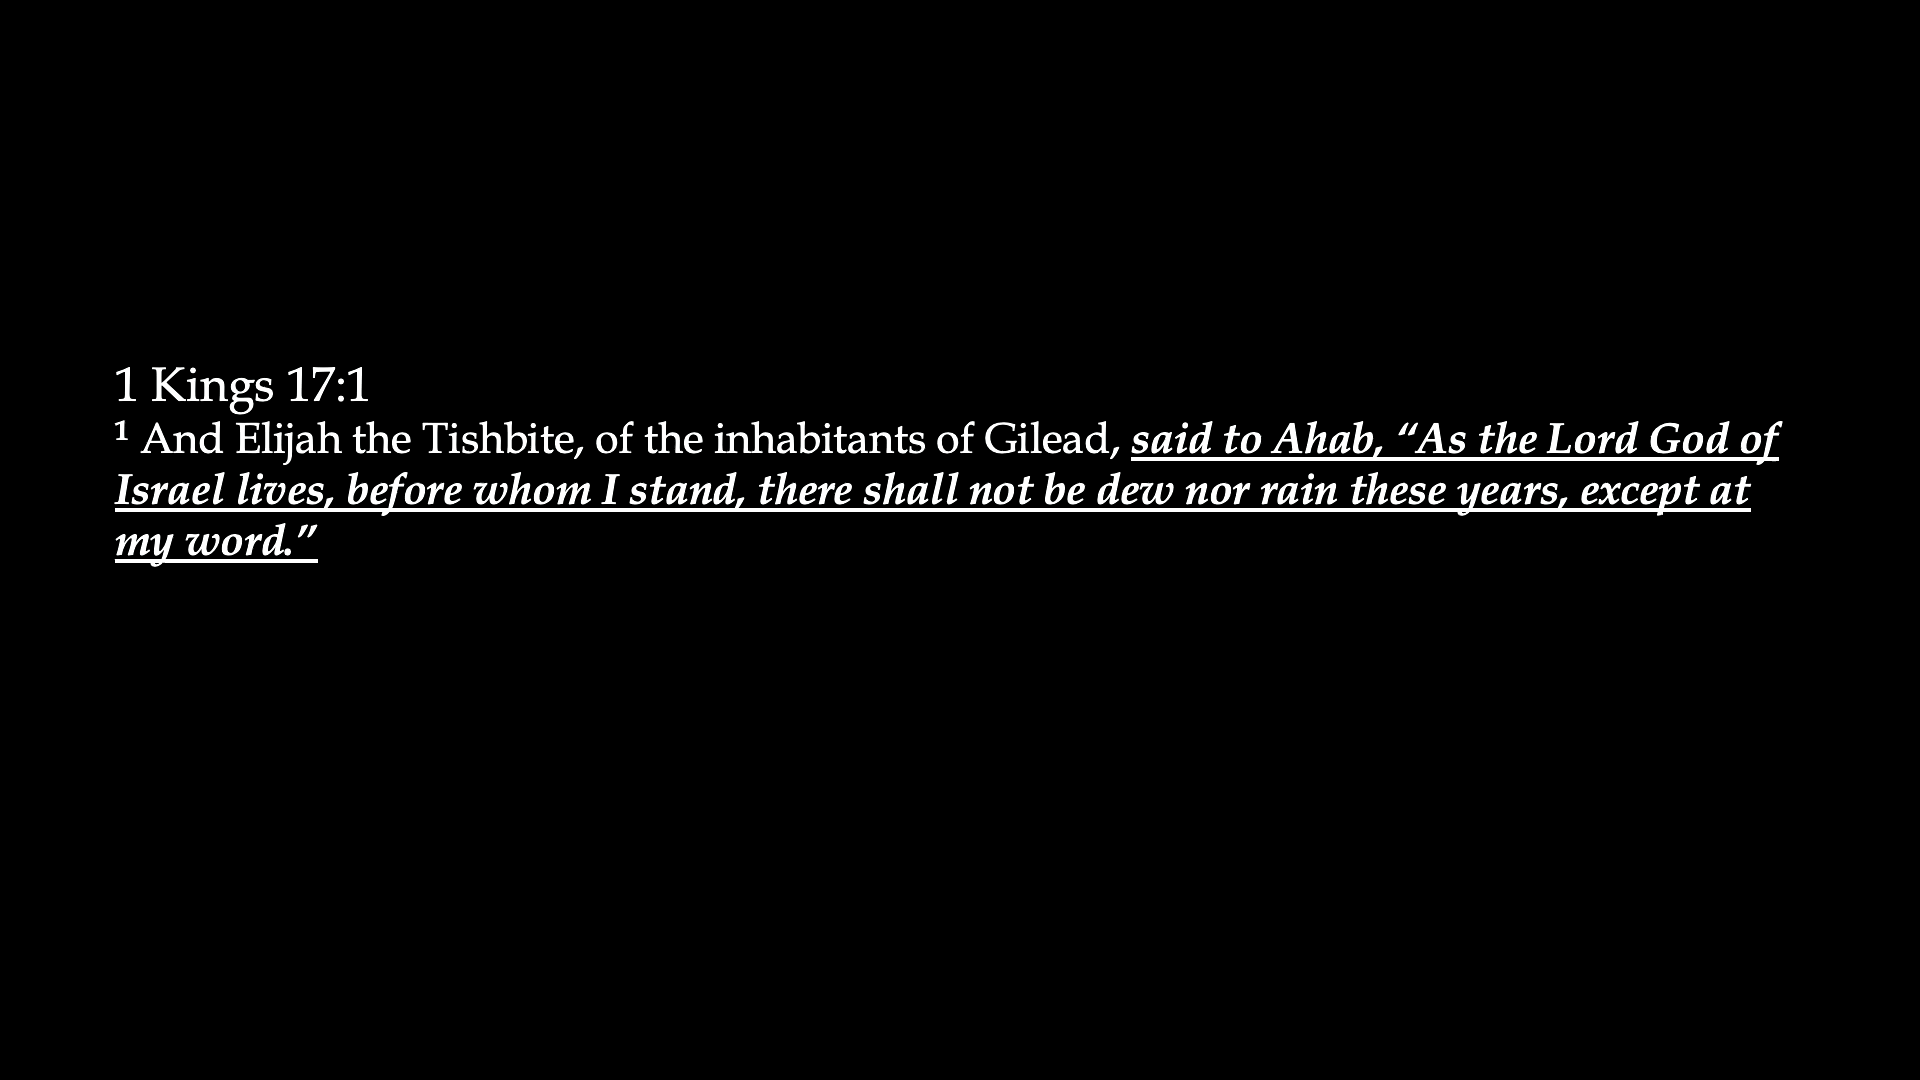 1 Kings 17:1
¹ And Elijah the Tishbite, of the inhabitants of Gilead, said to Ahab, “As the Lord God of
Israel lives, before whom I stand, there shall not be dew nor rain these years, except at
my word.”